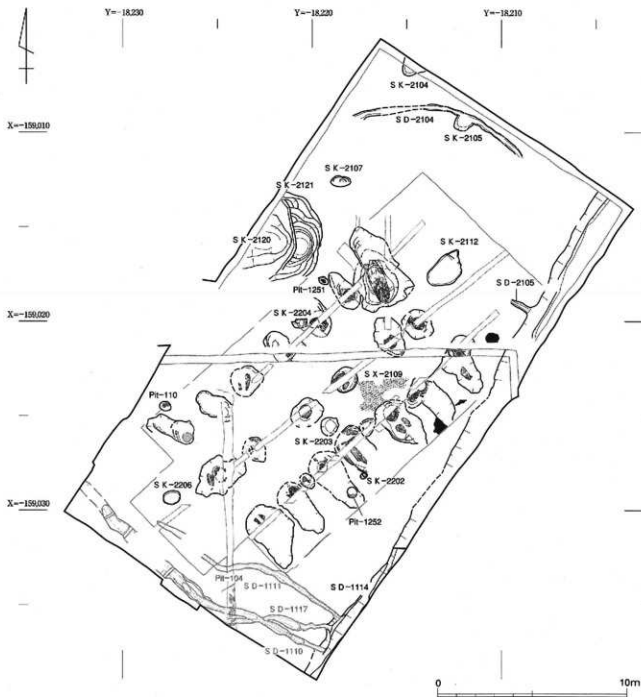 Y=-18,230
Y=-18,220
Y=-18,210
SK-2104
X=-159,010
SD-2104
SK-2105
SK-2107
SK-2121
SK-2120
SK-2112
Pit-1251
SD-2105
SK-2204
X=-159,020
SX-2109
Pit-110
SK-2203
SK-2202
SK-2206
X=-159,030
Pit-1252
Pit-104
SD-1111
SD-1114
SD-1117
SD-1110
0
10m